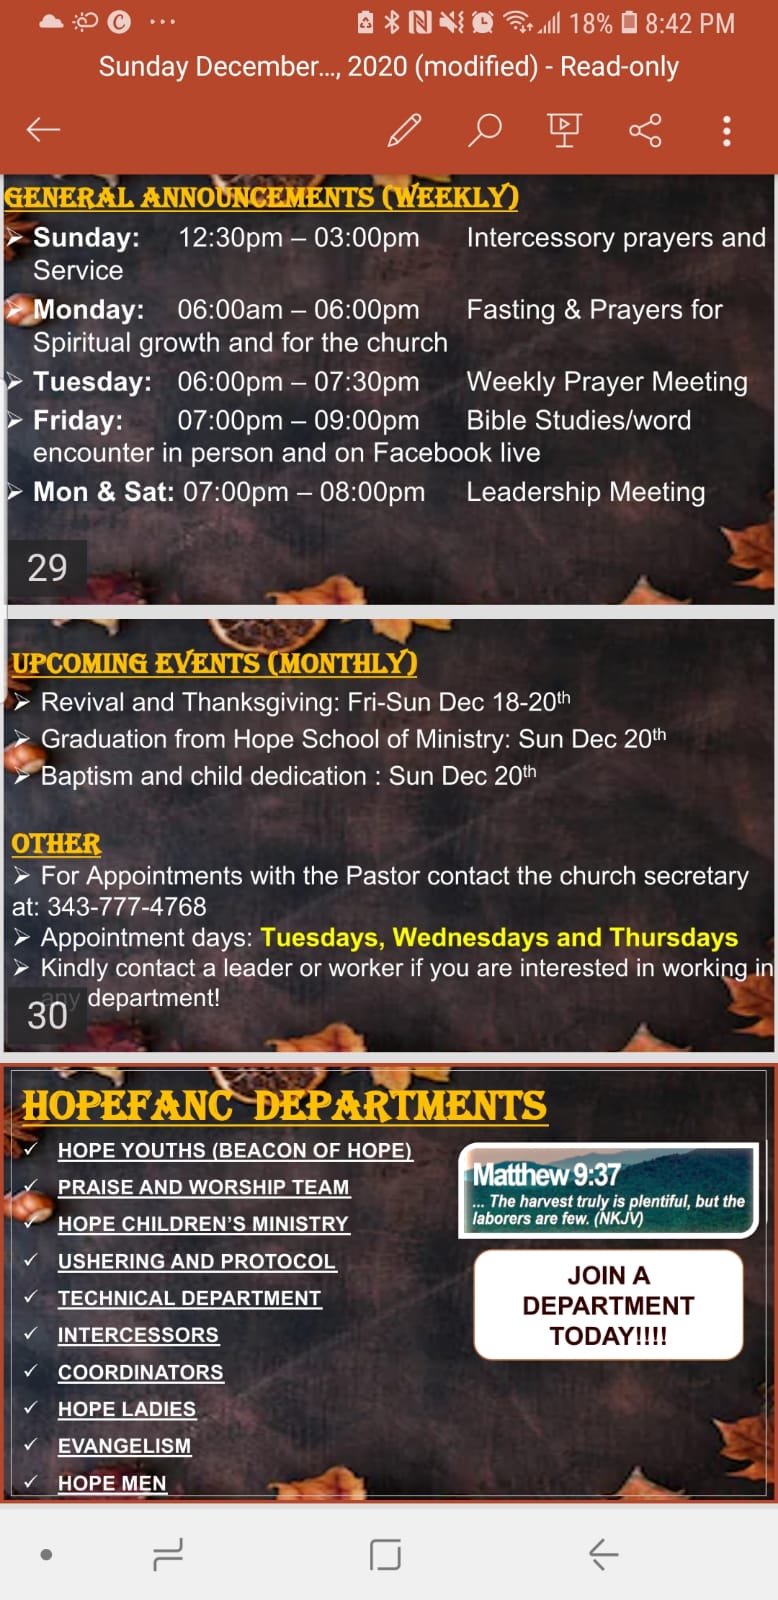 18% 8:42 PM
Sunday December..., 2020 (modified) - Read-only
GENERAL ANNOUNCEMENTS (WEEKLY)
➢ Sunday: 12:30pm – 03:00pm Intercessory prayers and
Service
➢ Monday: 06:00am – 06:00pm Fasting & Prayers for
Spiritual growth and for the church
➢ Tuesday: 06:00pm – 07:30pm Weekly Prayer Meeting
➢ Friday: 07:00pm – 09:00pm Bible Studies/word
encounter in person and on Facebook live
➢ Mon & Sat: 07:00pm – 08:00pm Leadership Meeting
29
UPCOMING EVENTS (MONTHLY)
➢ Revival and Thanksgiving: Fri-Sun Dec 18-20th
➢ Graduation from Hope School of Ministry: Sun Dec 20th
➢ Baptism and child dedication : Sun Dec 20th
OTHER
➢ For Appointments with the Pastor contact the church secretary
at: 343-777-4768
➢ Appointment days: Tuesdays, Wednesdays and Thursdays
➢ Kindly contact a leader or worker if you are interested in working in
any department!
30
HOPEFANC DEPARTMENTS
✓ HOPE YOUTHS (BEACON OF HOPE)
✓ PRAISE AND WORSHIP TEAM
✓ HOPE CHILDREN'S MINISTRY
✓ USHERING AND PROTOCOL
✓ TECHNICAL DEPARTMENT
✓ INTERCESSORS
✓ COORDINATORS
✓ HOPE LADIES
✓ EVANGELISM
✓ HOPE MEN
Matthew 9:37
... The harvest truly is plentiful, but the
laborers are few. (NKJV)
JOIN A
DEPARTMENT
TODAY!!!!